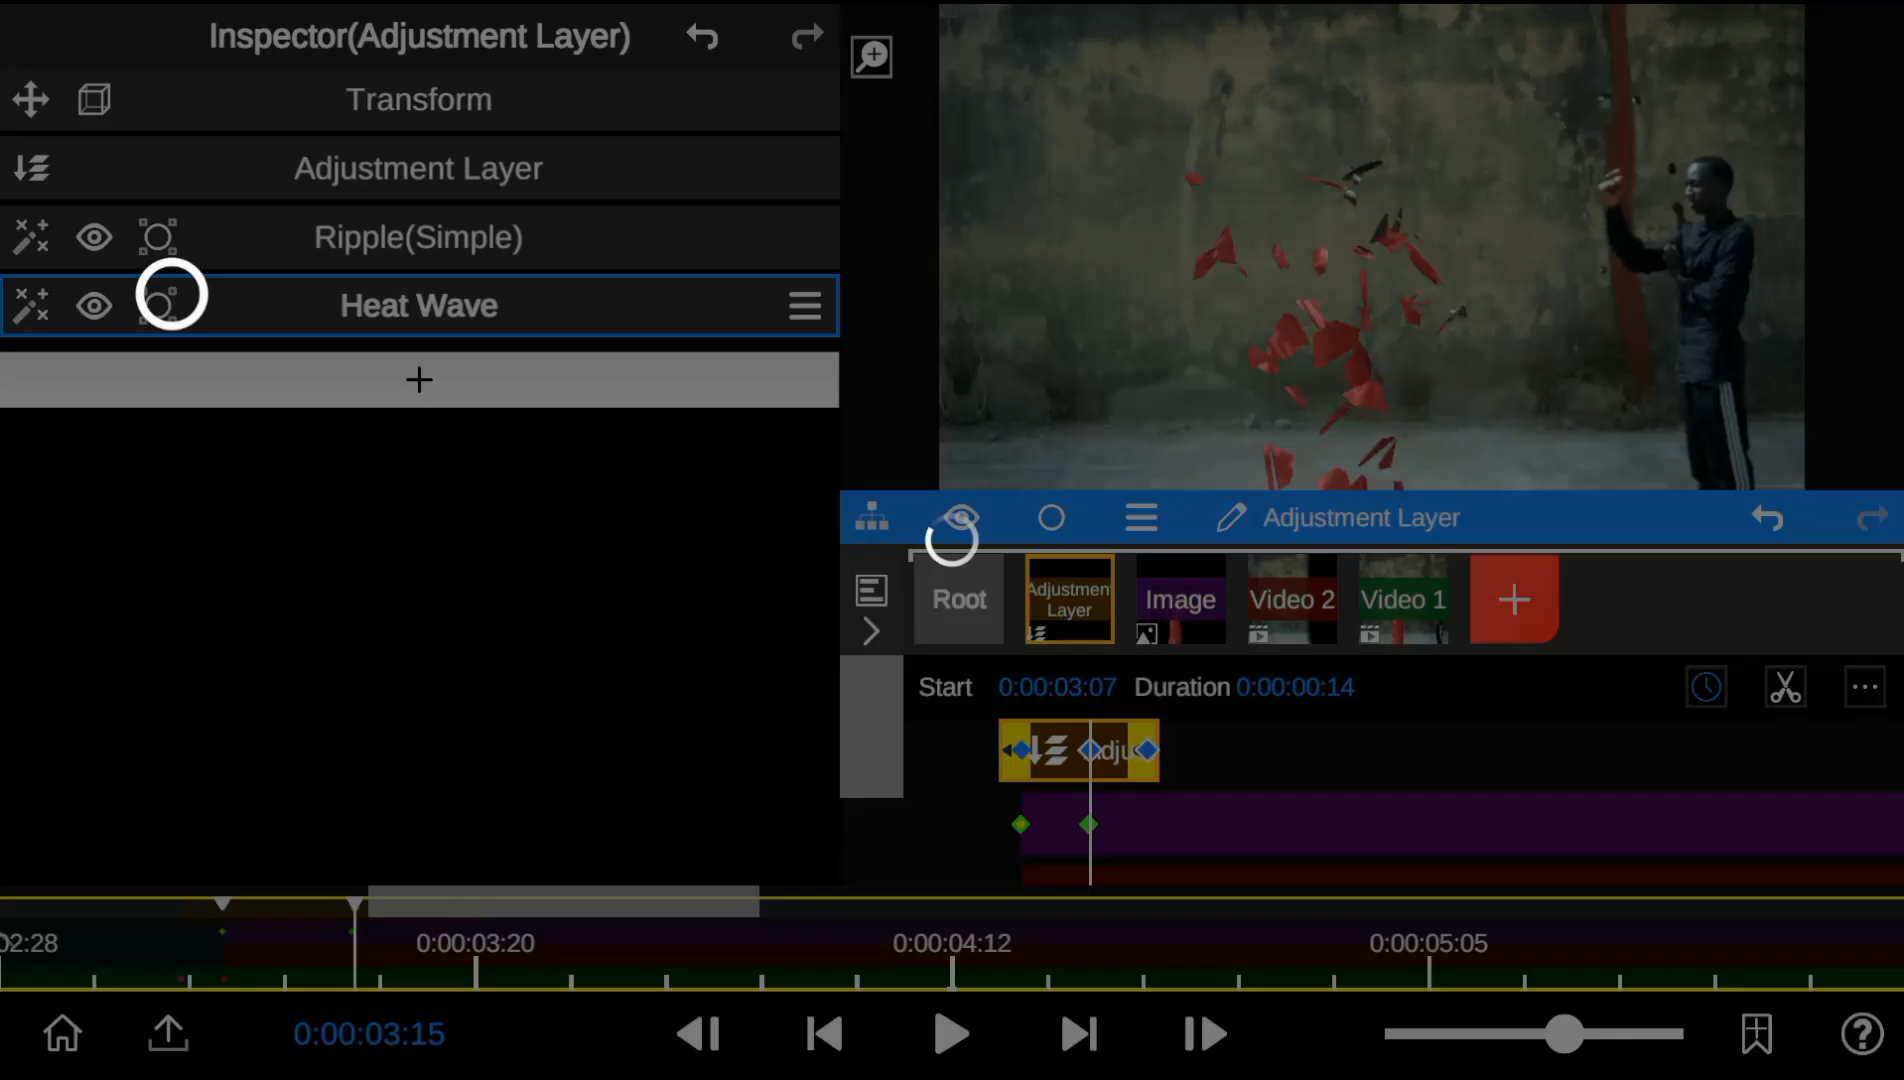 Inspector(Adjustment Layer)
Transform
Adjustment Layer
Ripple(Simple)
Heat Wave
Adjustment Layer
Root
Adjustment
Layer
Image
Video 2
Video 1
Start 0:00:03:07 Duration 0:00:00:14
Adju
02:28 0:00:03:20 0:00:04:12 0:00:05:05
0:00:03:15